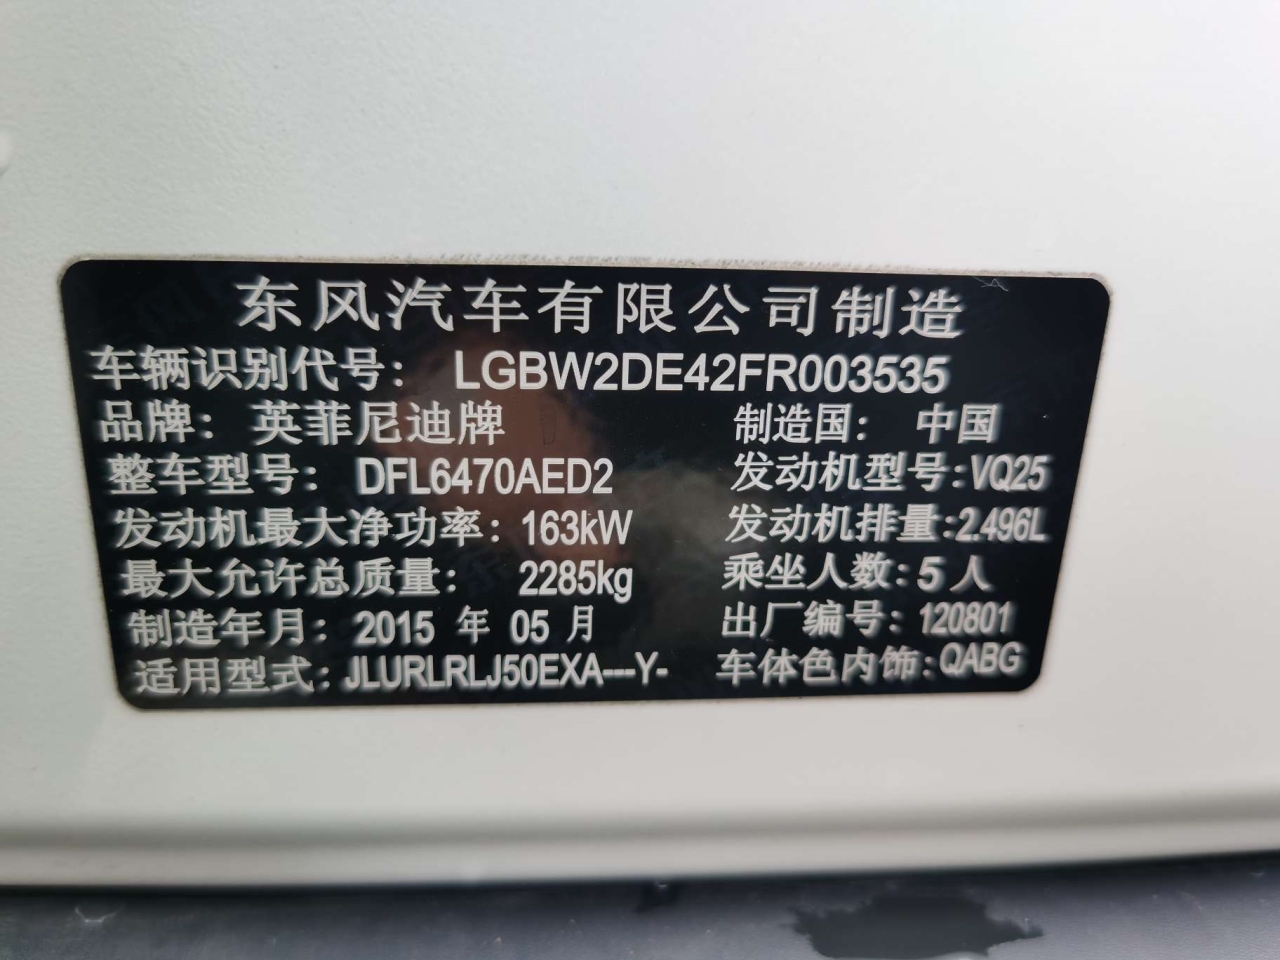 东风汽车有限公司制造
车辆识别代号: LGBW2DE42FR003535
品牌: 英菲尼迪牌 制造国: 中国
整车型号: DFL6470AED2 发动机型号:VQ25
发动机最大净功率: 163kW 发动机排量:2.496L
最大允许总质量: 2285kg 乘坐人数:5人
制造年月: 2015 年 05 月 出厂编号: 120801
适用型式: JLURLRLJ50EXA---Y- 车体色内饰:QABG